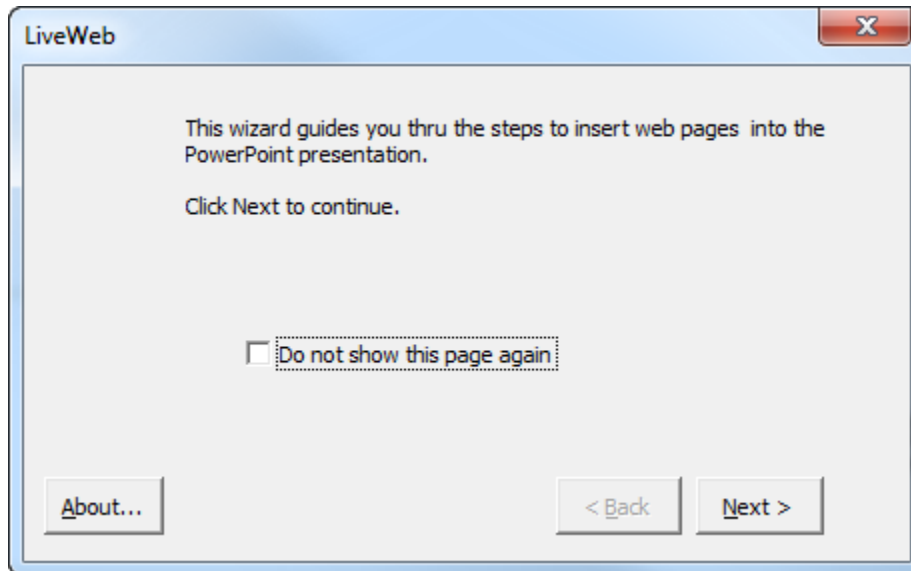 LiveWeb
This wizard guides you thru the steps to insert web pages  into the
PowerPoint presentation.
Click Next to continue.
Do not show this page again
About...
< Back
Next >